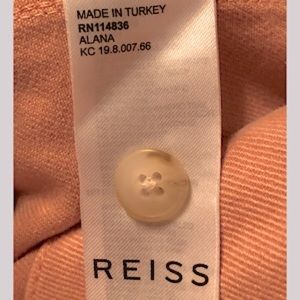 MADE IN TURKEY
RN114836
ALANA
KC 19.8.007.66
REISS